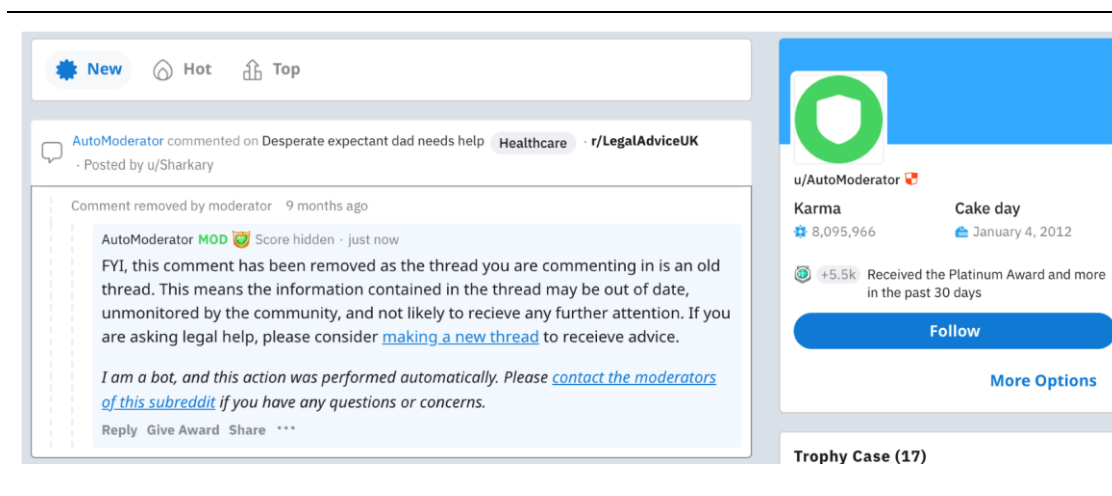 New Hot Top
AutoModerator commented on Desperate expectant dad needs help Healthcare · r/LegalAdviceUK
· Posted by u/Sharkary
Comment removed by moderator 9 months ago
AutoModerator MOD Score hidden · just now
FYI, this comment has been removed as the thread you are commenting in is an old
thread. This means the information contained in the thread may be out of date,
unmonitored by the community, and not likely to recieve any further attention. If you
are asking legal help, please consider making a new thread to receieve advice.
I am a bot, and this action was performed automatically. Please contact the moderators
of this subreddit if you have any questions or concerns.
Reply Give Award Share ···
u/AutoModerator
Karma Cake day
8,095,966 January 4, 2012
+5.5k Received the Platinum Award and more
in the past 30 days
Follow
More Options
Trophy Case (17)